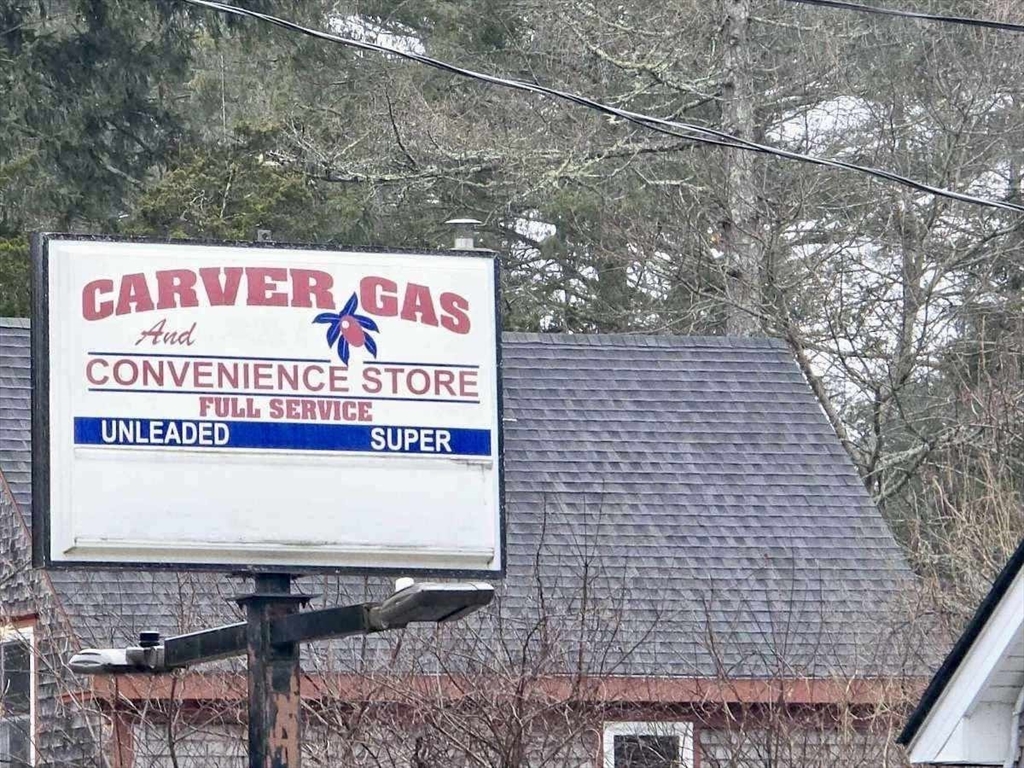 CARVER GAS
And
CONVENIENCE STORE
FULL SERVICE
UNLEADED SUPER